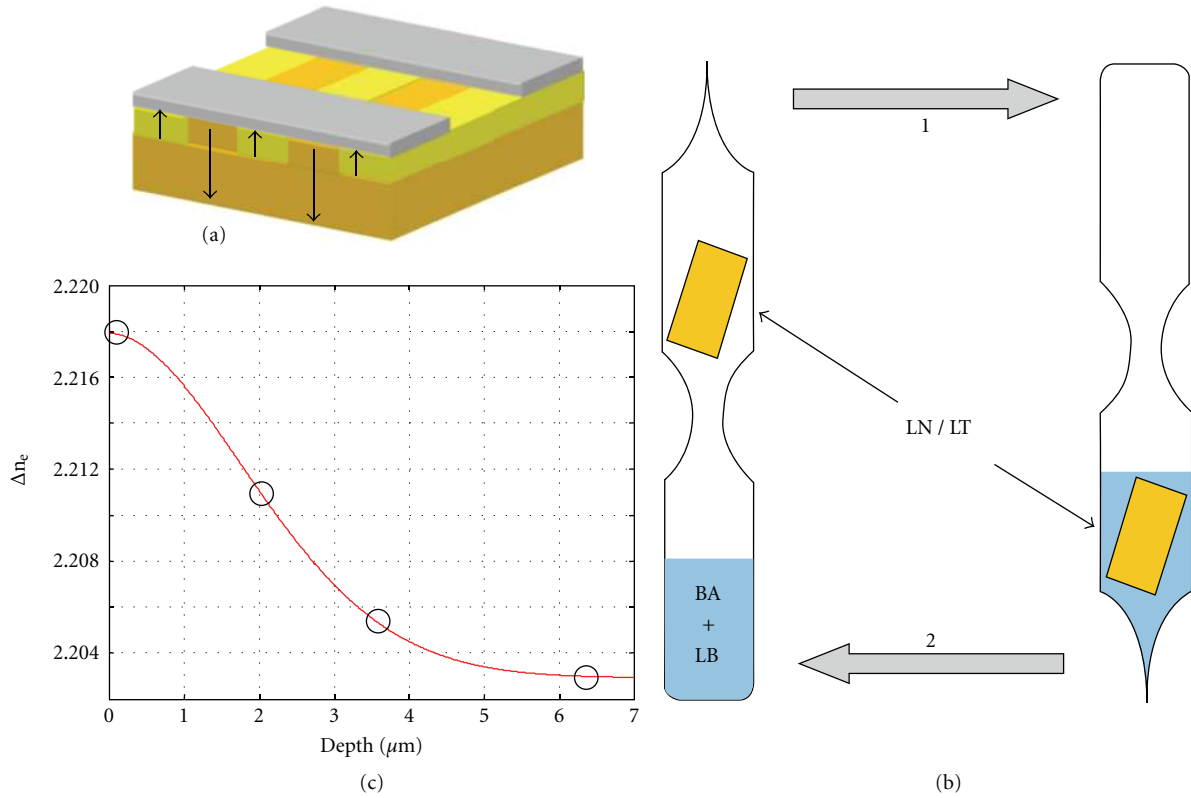 (a)
2.220
2.216
2.212
2.208
2.204
Δnₑ
0 1 2 3 4 5 6 7
Depth (μm)
(c)
1
LN / LT
BA
+
LB
2
(b)